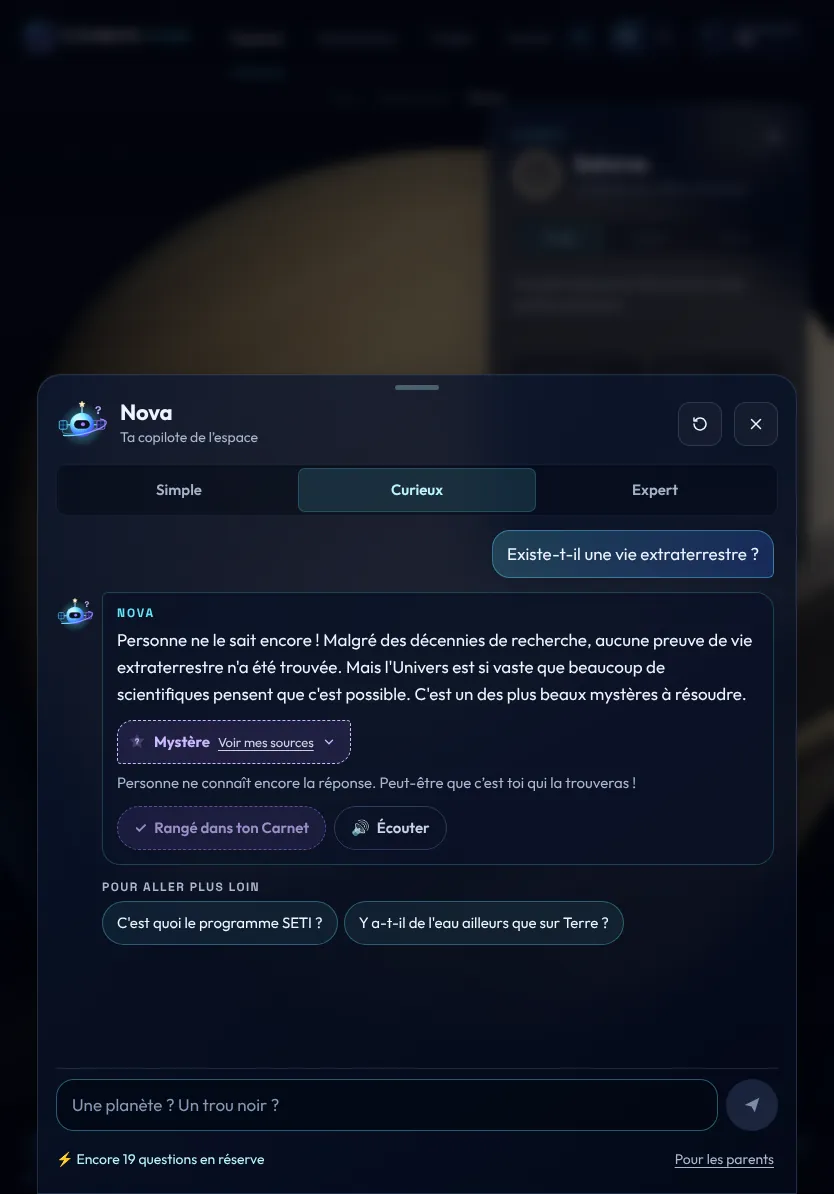 Nova
Ta copilote de l'espace
Simple
Curieux
Expert
Existe-t-il une vie extraterrestre ?
NOVA
Personne ne le sait encore ! Malgré des décennies de recherche, aucune preuve de vie
extraterrestre n'a été trouvée. Mais l'Univers est si vaste que beaucoup de
scientifiques pensent que c'est possible. C'est un des plus beaux mystères à résoudre.
Mystère Voir mes sources
Personne ne connaît encore la réponse. Peut-être que c'est toi qui la trouveras !
✓ Rangé dans ton Carnet
Écouter
POUR ALLER PLUS LOIN
C'est quoi le programme SETI ?
Y a-t-il de l'eau ailleurs que sur Terre ?
Une planète ? Un trou noir ?
⚡ Encore 19 questions en réserve
Pour les parents